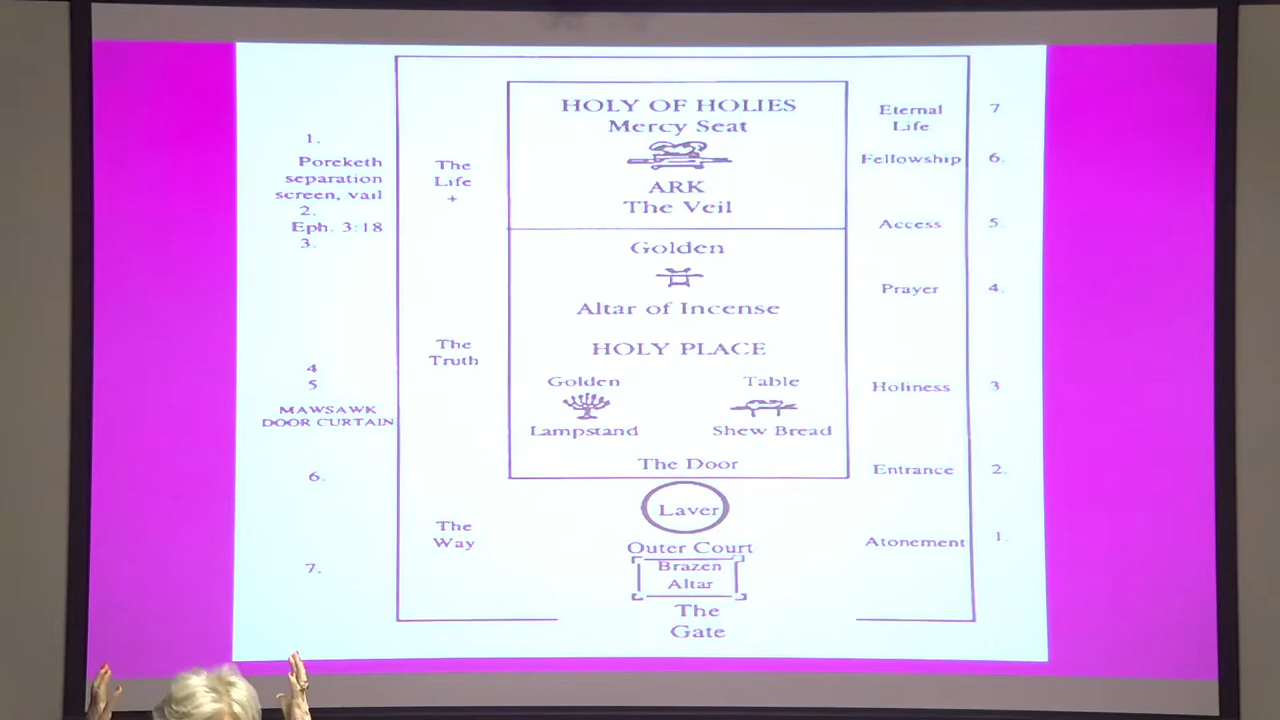 1.
Poreketh
separation
screen, vail
2.
Eph. 3:18
3.
4
5
MAWSAWK
DOOR CURTAIN
6.
7.
The
Life
+
The
Truth
The
Way
HOLY OF HOLIES
Mercy Seat
ARK
The Veil
Golden
Altar of Incense
HOLY PLACE
Golden
Lampstand
Table
Shew Bread
The Door
Laver
Outer Court
Brazen
Altar
The
Gate
Eternal
Life
7
Fellowship
6.
Access
5.
Prayer
4.
Holiness
3
Entrance
2.
Atonement
1.